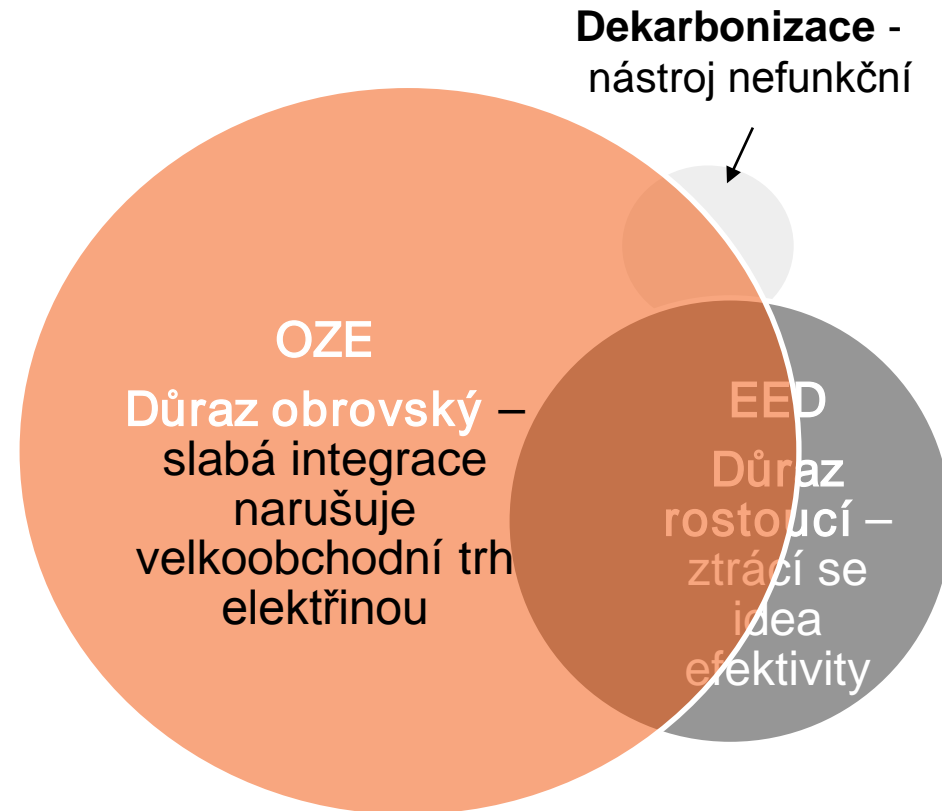 Dekarbonizace -
nástroj nefunkční
OZE
Důraz obrovský –
slabá integrace
narušuje
velkoobchodní trh
elektřinou
EED
Důraz
rostoucí –
ztrácí se
idea
efektivity